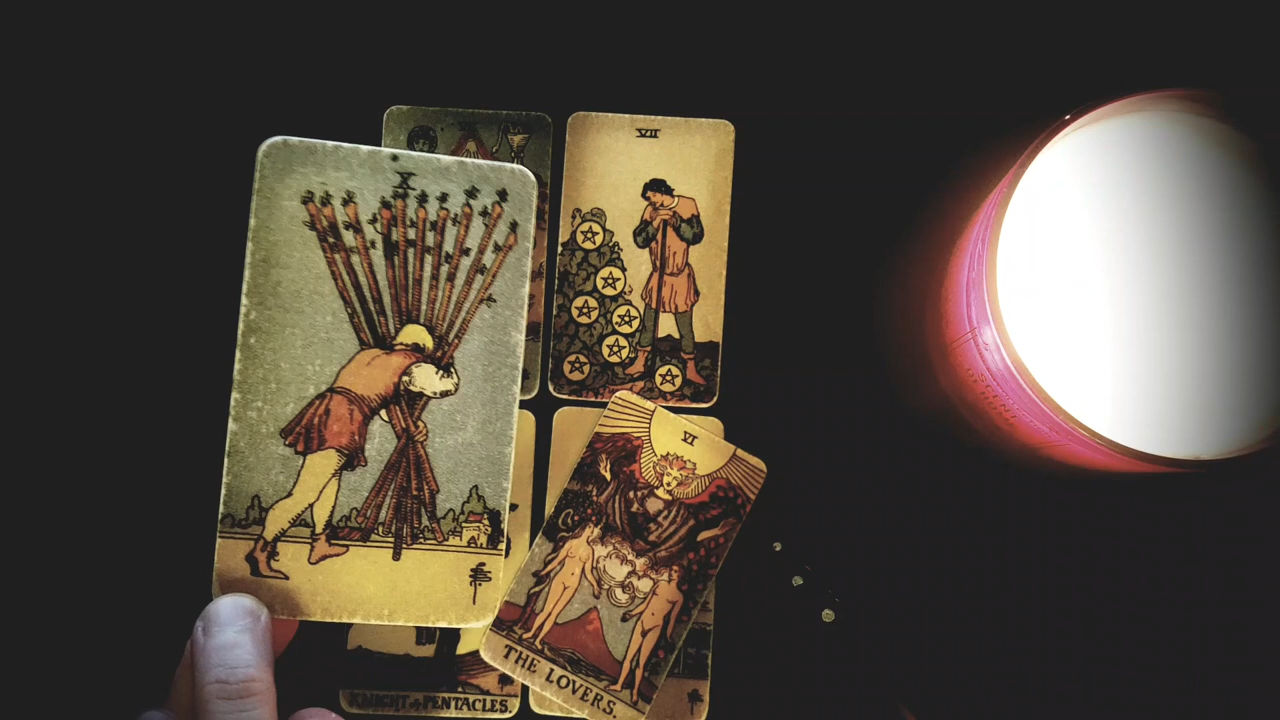 X
VII
VI
THE LOVERS.
KNIGHT of PENTACLES.